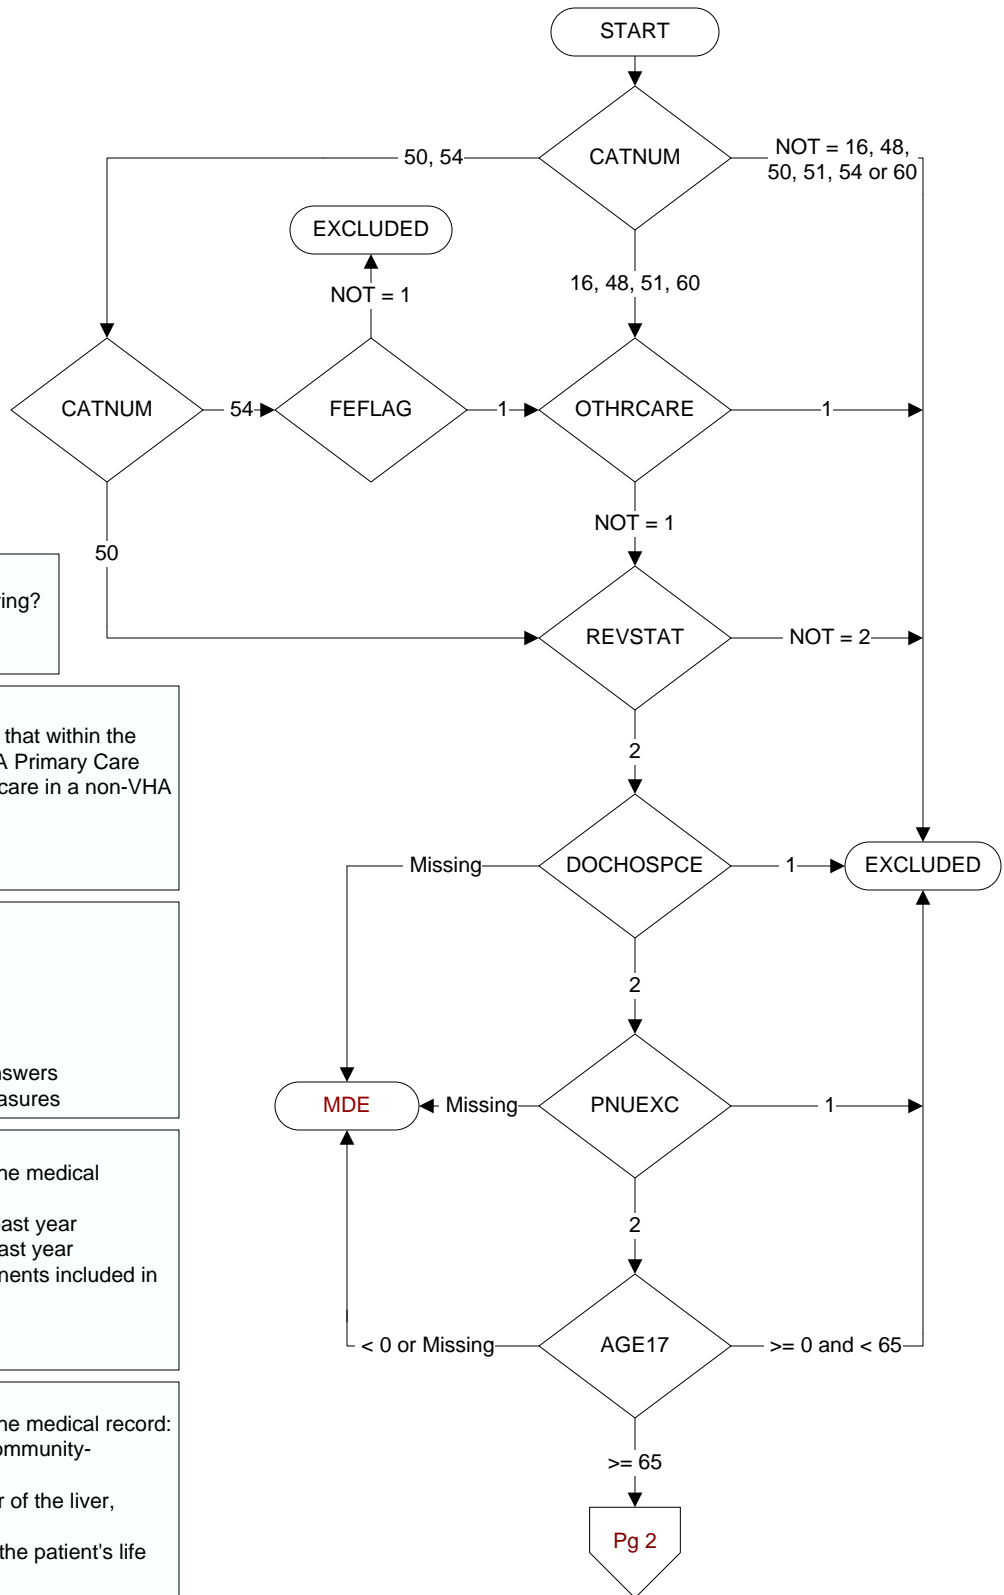 START
CATNUM
50, 54
NOT = 16, 48,
50, 51, 54 or 60
EXCLUDED
NOT = 1
16, 48, 51, 60
CATNUM
54
FEFLAG
1
OTHRCARE
1
NOT = 1
50
ring?
REVSTAT
NOT = 2
that within the
A Primary Care
care in a non-VHA
2
Missing
DOCHOSPCE
1
EXCLUDED
2
nswers
asures
MDE
Missing
PNUEXC
1
he medical
past year
ast year
nents included in
2
< 0 or Missing
AGE17
>= 0 and < 65
he medical record:
ommunity-
r of the liver,
the patient's life
>= 65
Pg 2